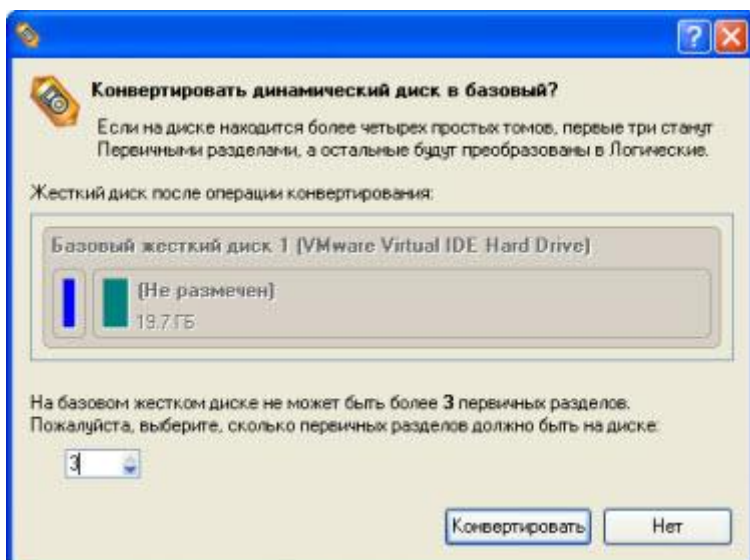 ?
Конвертировать динамический диск в базовый?
Если на диске находится более четырех простых томов, первые три станут
Первичными разделами, а остальные будут преобразованы в Логические.
Жесткий диск после операции конвертирования:
Базовый жесткий диск 1 (VMware Virtual IDE Hard Drive)
(Не размечен)
19.7 ГБ
На базовом жестком диске не может быть более 3 первичных разделов.
Пожалуйста, выберите, сколько первичных разделов должно быть на диске:
3
Конвертировать Нет